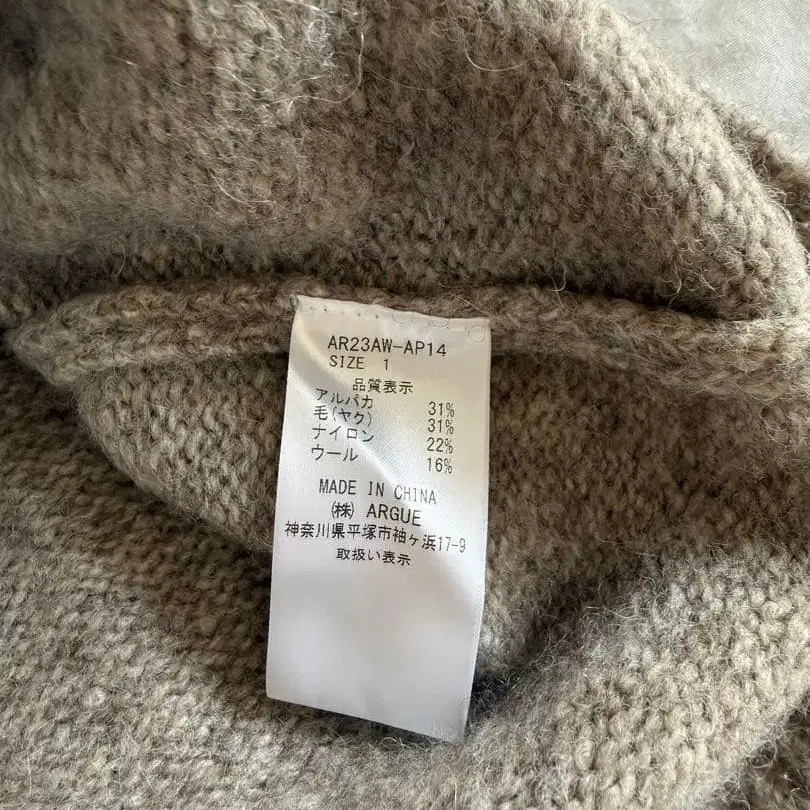 AR23AW-AP14
SIZE 1
品質表示
アルパカ 31%
毛(ヤク) 31%
ナイロン 22%
ウール 16%
MADE IN CHINA
㈱ ARGUE
神奈川県平塚市袖ヶ浜17-9
取扱い表示